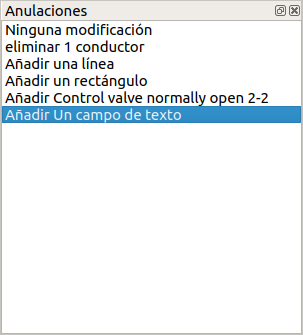 Anulaciones
Ninguna modificación
eliminar 1 conductor
Añadir una línea
Añadir un rectángulo
Añadir Control valve normally open 2-2
Añadir Un campo de texto